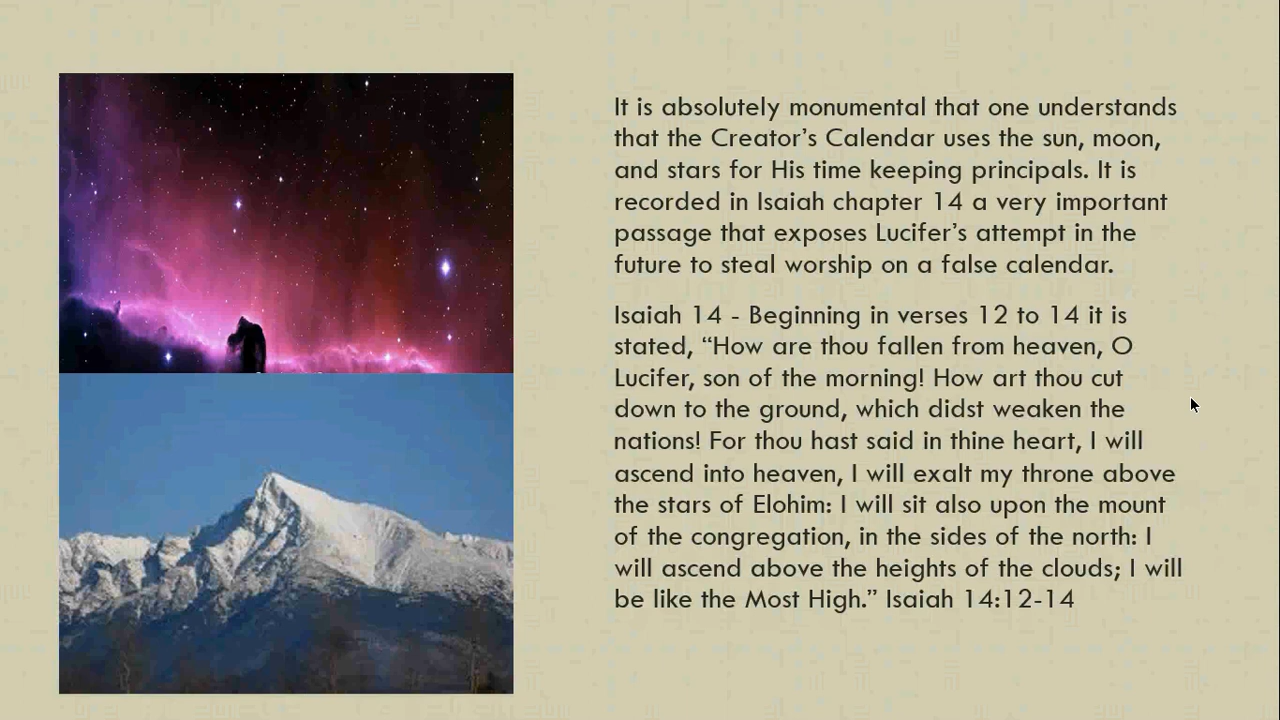 It is absolutely monumental that one understands
that the Creator’s Calendar uses the sun, moon,
and stars for His time keeping principals. It is
recorded in Isaiah chapter 14 a very important
passage that exposes Lucifer’s attempt in the
future to steal worship on a false calendar.
Isaiah 14 - Beginning in verses 12 to 14 it is
stated, “How are thou fallen from heaven, O
Lucifer, son of the morning! How art thou cut
down to the ground, which didst weaken the
nations! For thou hast said in thine heart, I will
ascend into heaven, I will exalt my throne above
the stars of Elohim: I will sit also upon the mount
of the congregation, in the sides of the north: I
will ascend above the heights of the clouds; I will
be like the Most High.” Isaiah 14:12-14